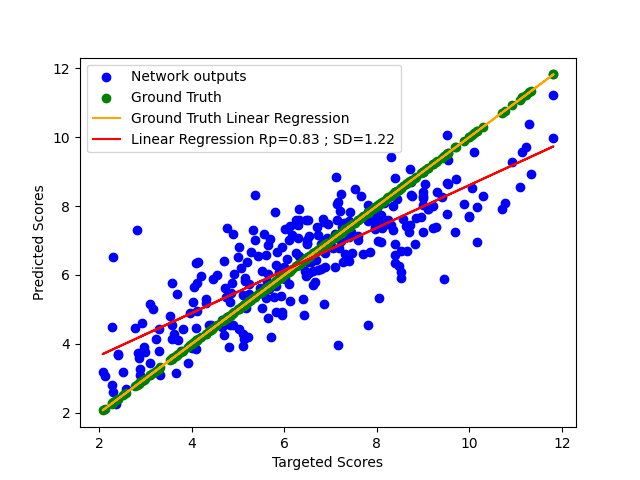 Network outputs
Ground Truth
Ground Truth Linear Regression
Linear Regression Rp=0.83 ; SD=1.22
12
10
8
6
4
2
Predicted Scores
2 4 6 8 10 12
Targeted Scores